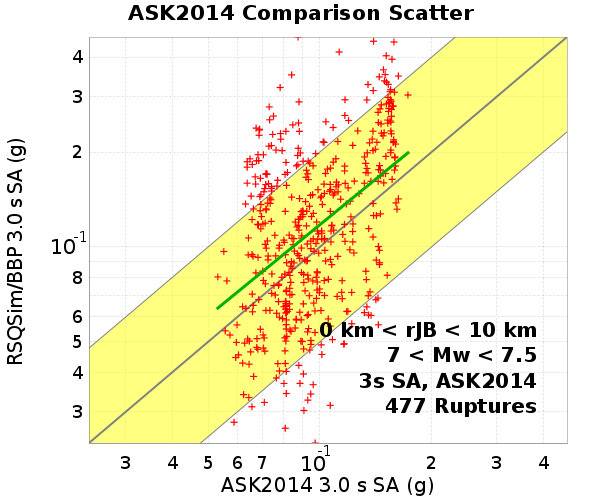 ASK2014 Comparison Scatter
RSQSim/BBP 3.0 s SA (g)
4
3
2
10-1
8
6
5
4
3
0 km < rJB < 10 km
7 < Mw < 7.5
3s SA, ASK2014
477 Ruptures
3 4 5 6 7 10-1 2 3 4
ASK2014 3.0 s SA (g)